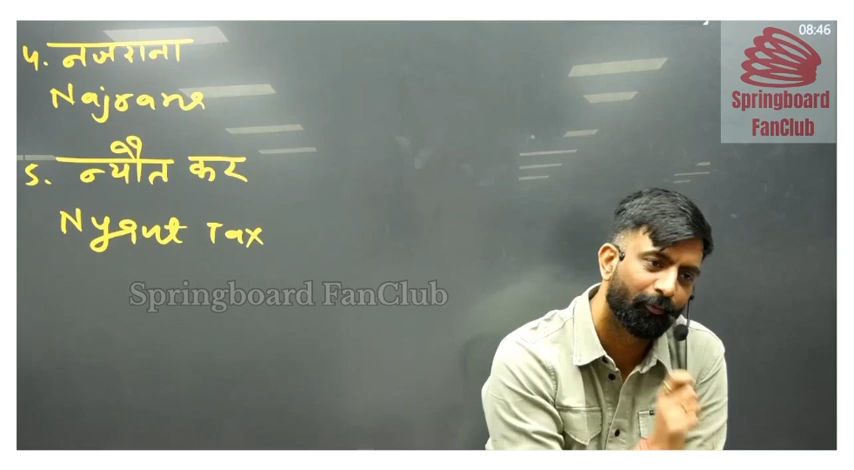 08:46
Springboard
FanClub
4. नजराना
Najrana
5. न्यौत कर
Nyaut Tax
Springboard FanClub